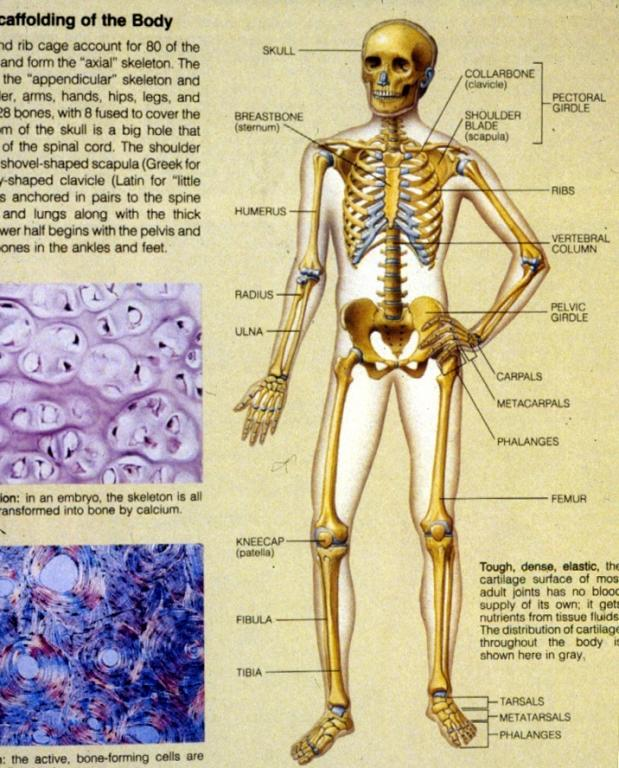 caffolding of the Body
nd rib cage account for 80 of the
and form the “axial” skeleton. The
the “appendicular” skeleton and
er, arms, hands, hips, legs, and
28 bones, with 8 fused to cover the
m of the skull is a big hole that
of the spinal cord. The shoulder
shovel-shaped scapula (Greek for
y-shaped clavicle (Latin for “little
s anchored in pairs to the spine
and lungs along with the thick
wer half begins with the pelvis and
ones in the ankles and feet.
ion: in an embryo, the skeleton is all
ransformed into bone by calcium.
n: the active, bone-forming cells are
SKULL
COLLARBONE
(clavicle)
PECTORAL
GIRDLE
BREASTBONE
(sternum)
SHOULDER
BLADE
(scapula)
RIBS
HUMERUS
VERTEBRAL
COLUMN
RADIUS
PELVIC
GIRDLE
ULNA
CARPALS
METACARPALS
PHALANGES
FEMUR
KNEECAP
(patella)
Tough, dense, elastic, the
cartilage surface of mos
adult joints has no blood
supply of its own; it gets
nutrients from tissue fluids
The distribution of cartilage
throughout the body is
shown here in gray.
FIBULA
TIBIA
TARSALS
METATARSALS
PHALANGES